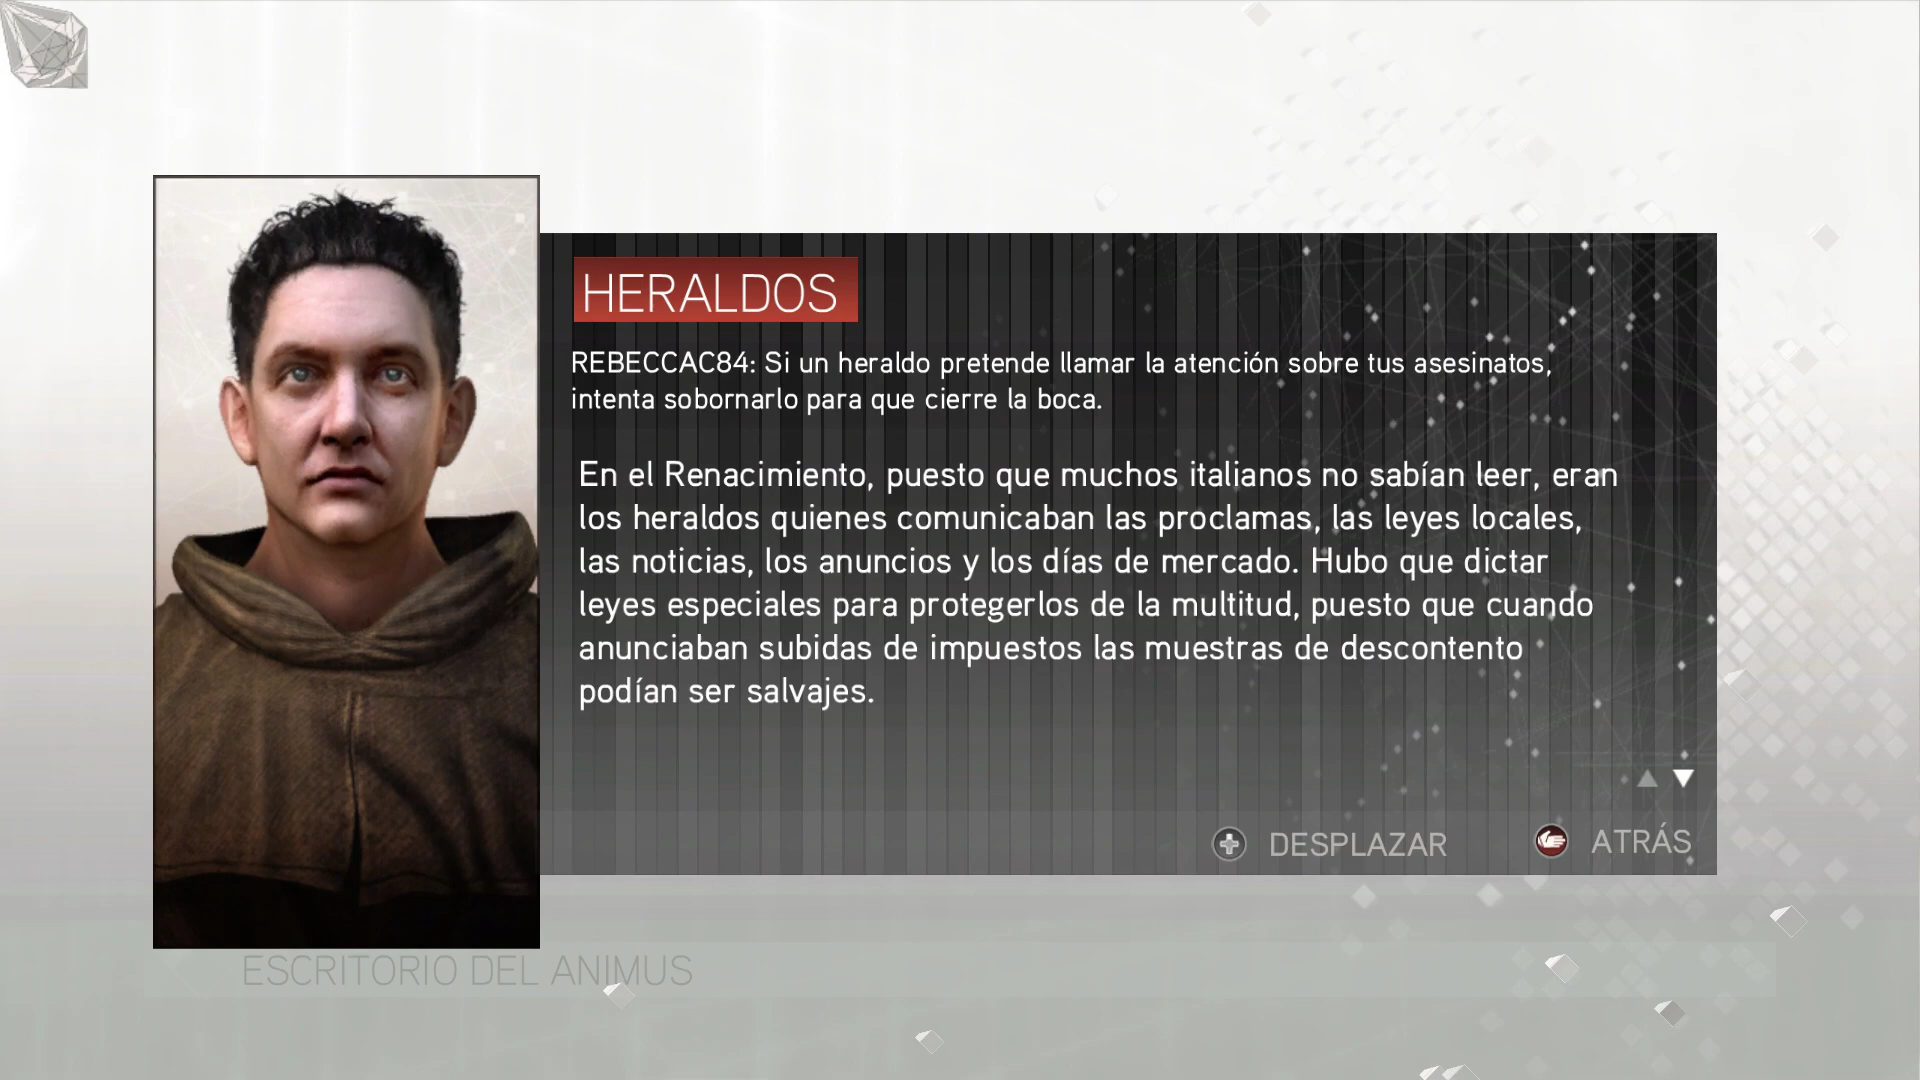 HERALDOS
REBECCAC84: Si un heraldo pretende llamar la atención sobre tus asesinatos,
intenta sobornarlo para que cierre la boca.
En el Renacimiento, puesto que muchos italianos no sabían leer, eran
los heraldos quienes comunicaban las proclamas, las leyes locales,
las noticias, los anuncios y los días de mercado. Hubo que dictar
leyes especiales para protegerlos de la multitud, puesto que cuando
anunciaban subidas de impuestos las muestras de descontento
podían ser salvajes.
DESPLAZAR ATRÁS
ESCRITORIO DEL ANIMUS